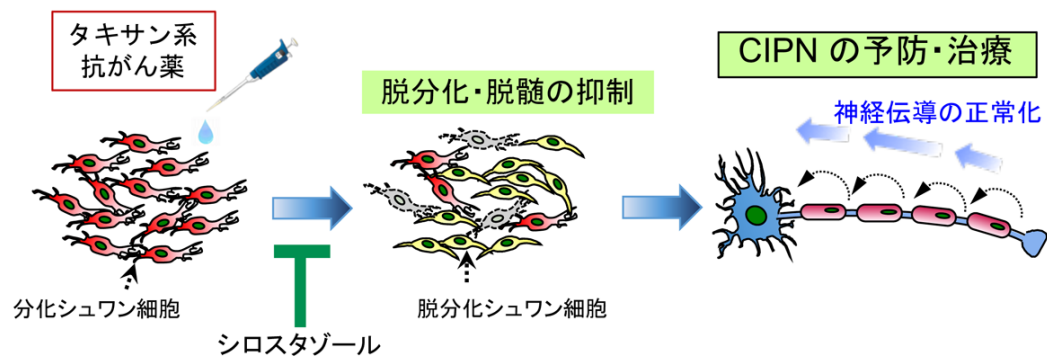 タキサン系
抗がん薬
脱分化・脱髄の抑制
CIPN の予防・治療
神経伝導の正常化
分化シュワン細胞
脱分化シュワン細胞
シロスタゾール